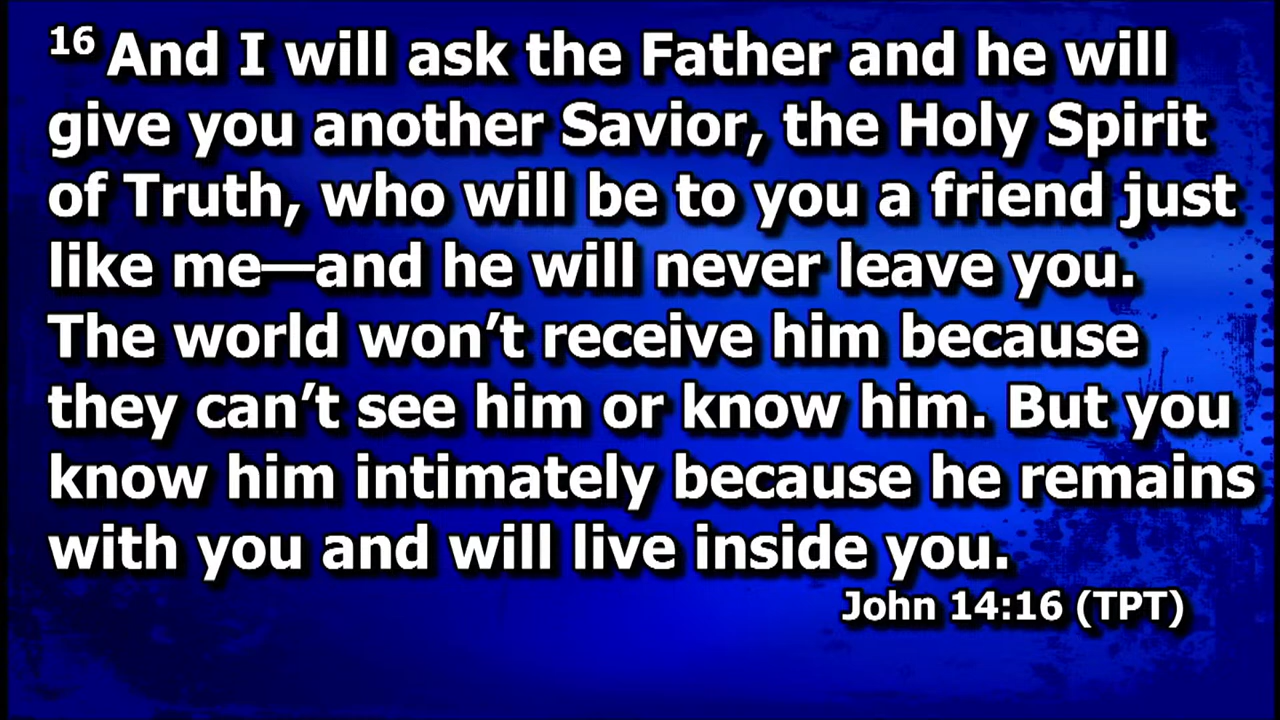 16 And I will ask the Father and he will
give you another Savior, the Holy Spirit
of Truth, who will be to you a friend just
like me—and he will never leave you.
The world won’t receive him because
they can’t see him or know him. But you
know him intimately because he remains
with you and will live inside you.
John 14:16 (TPT)